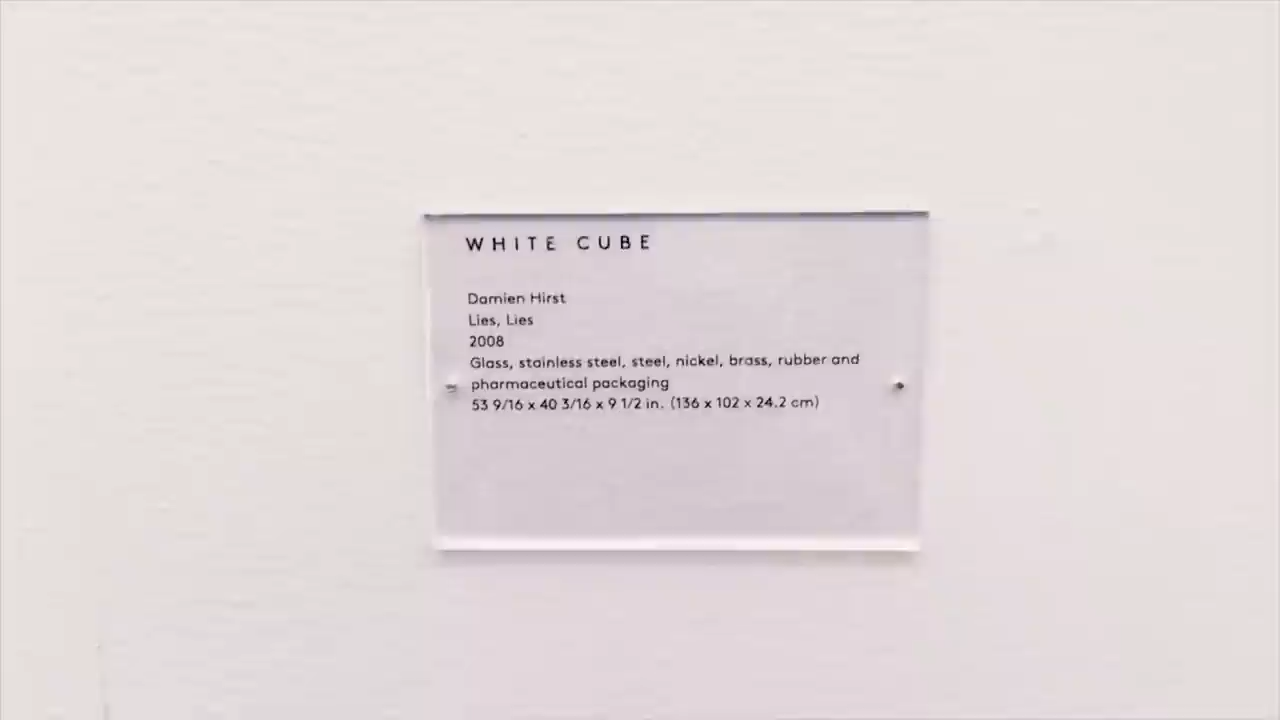 WHITE CUBE
Damien Hirst
Lies, Lies
2008
Glass, stainless steel, steel, nickel, brass, rubber and
pharmaceutical packaging
53 9/16 x 40 3/16 x 9 1/2 in. (136 x 102 x 24.2 cm)